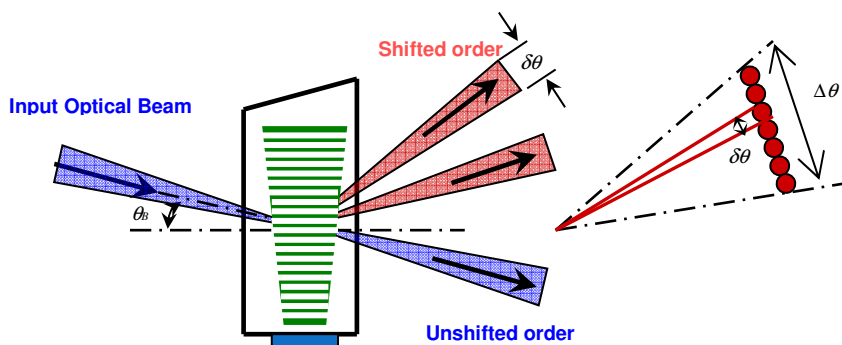 Shifted order
δθ
Input Optical Beam
Δθ
δθ
θB
Unshifted order